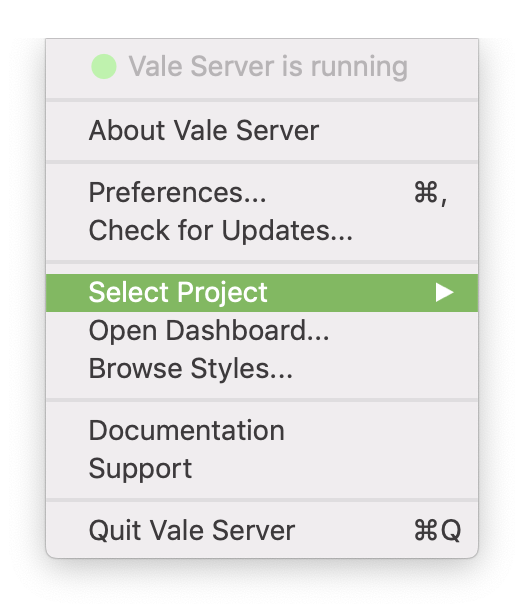 Vale Server is running
About Vale Server
Preferences... ⌘,
Check for Updates...
Select Project
Open Dashboard...
Browse Styles...
Documentation
Support
Quit Vale Server ⌘Q